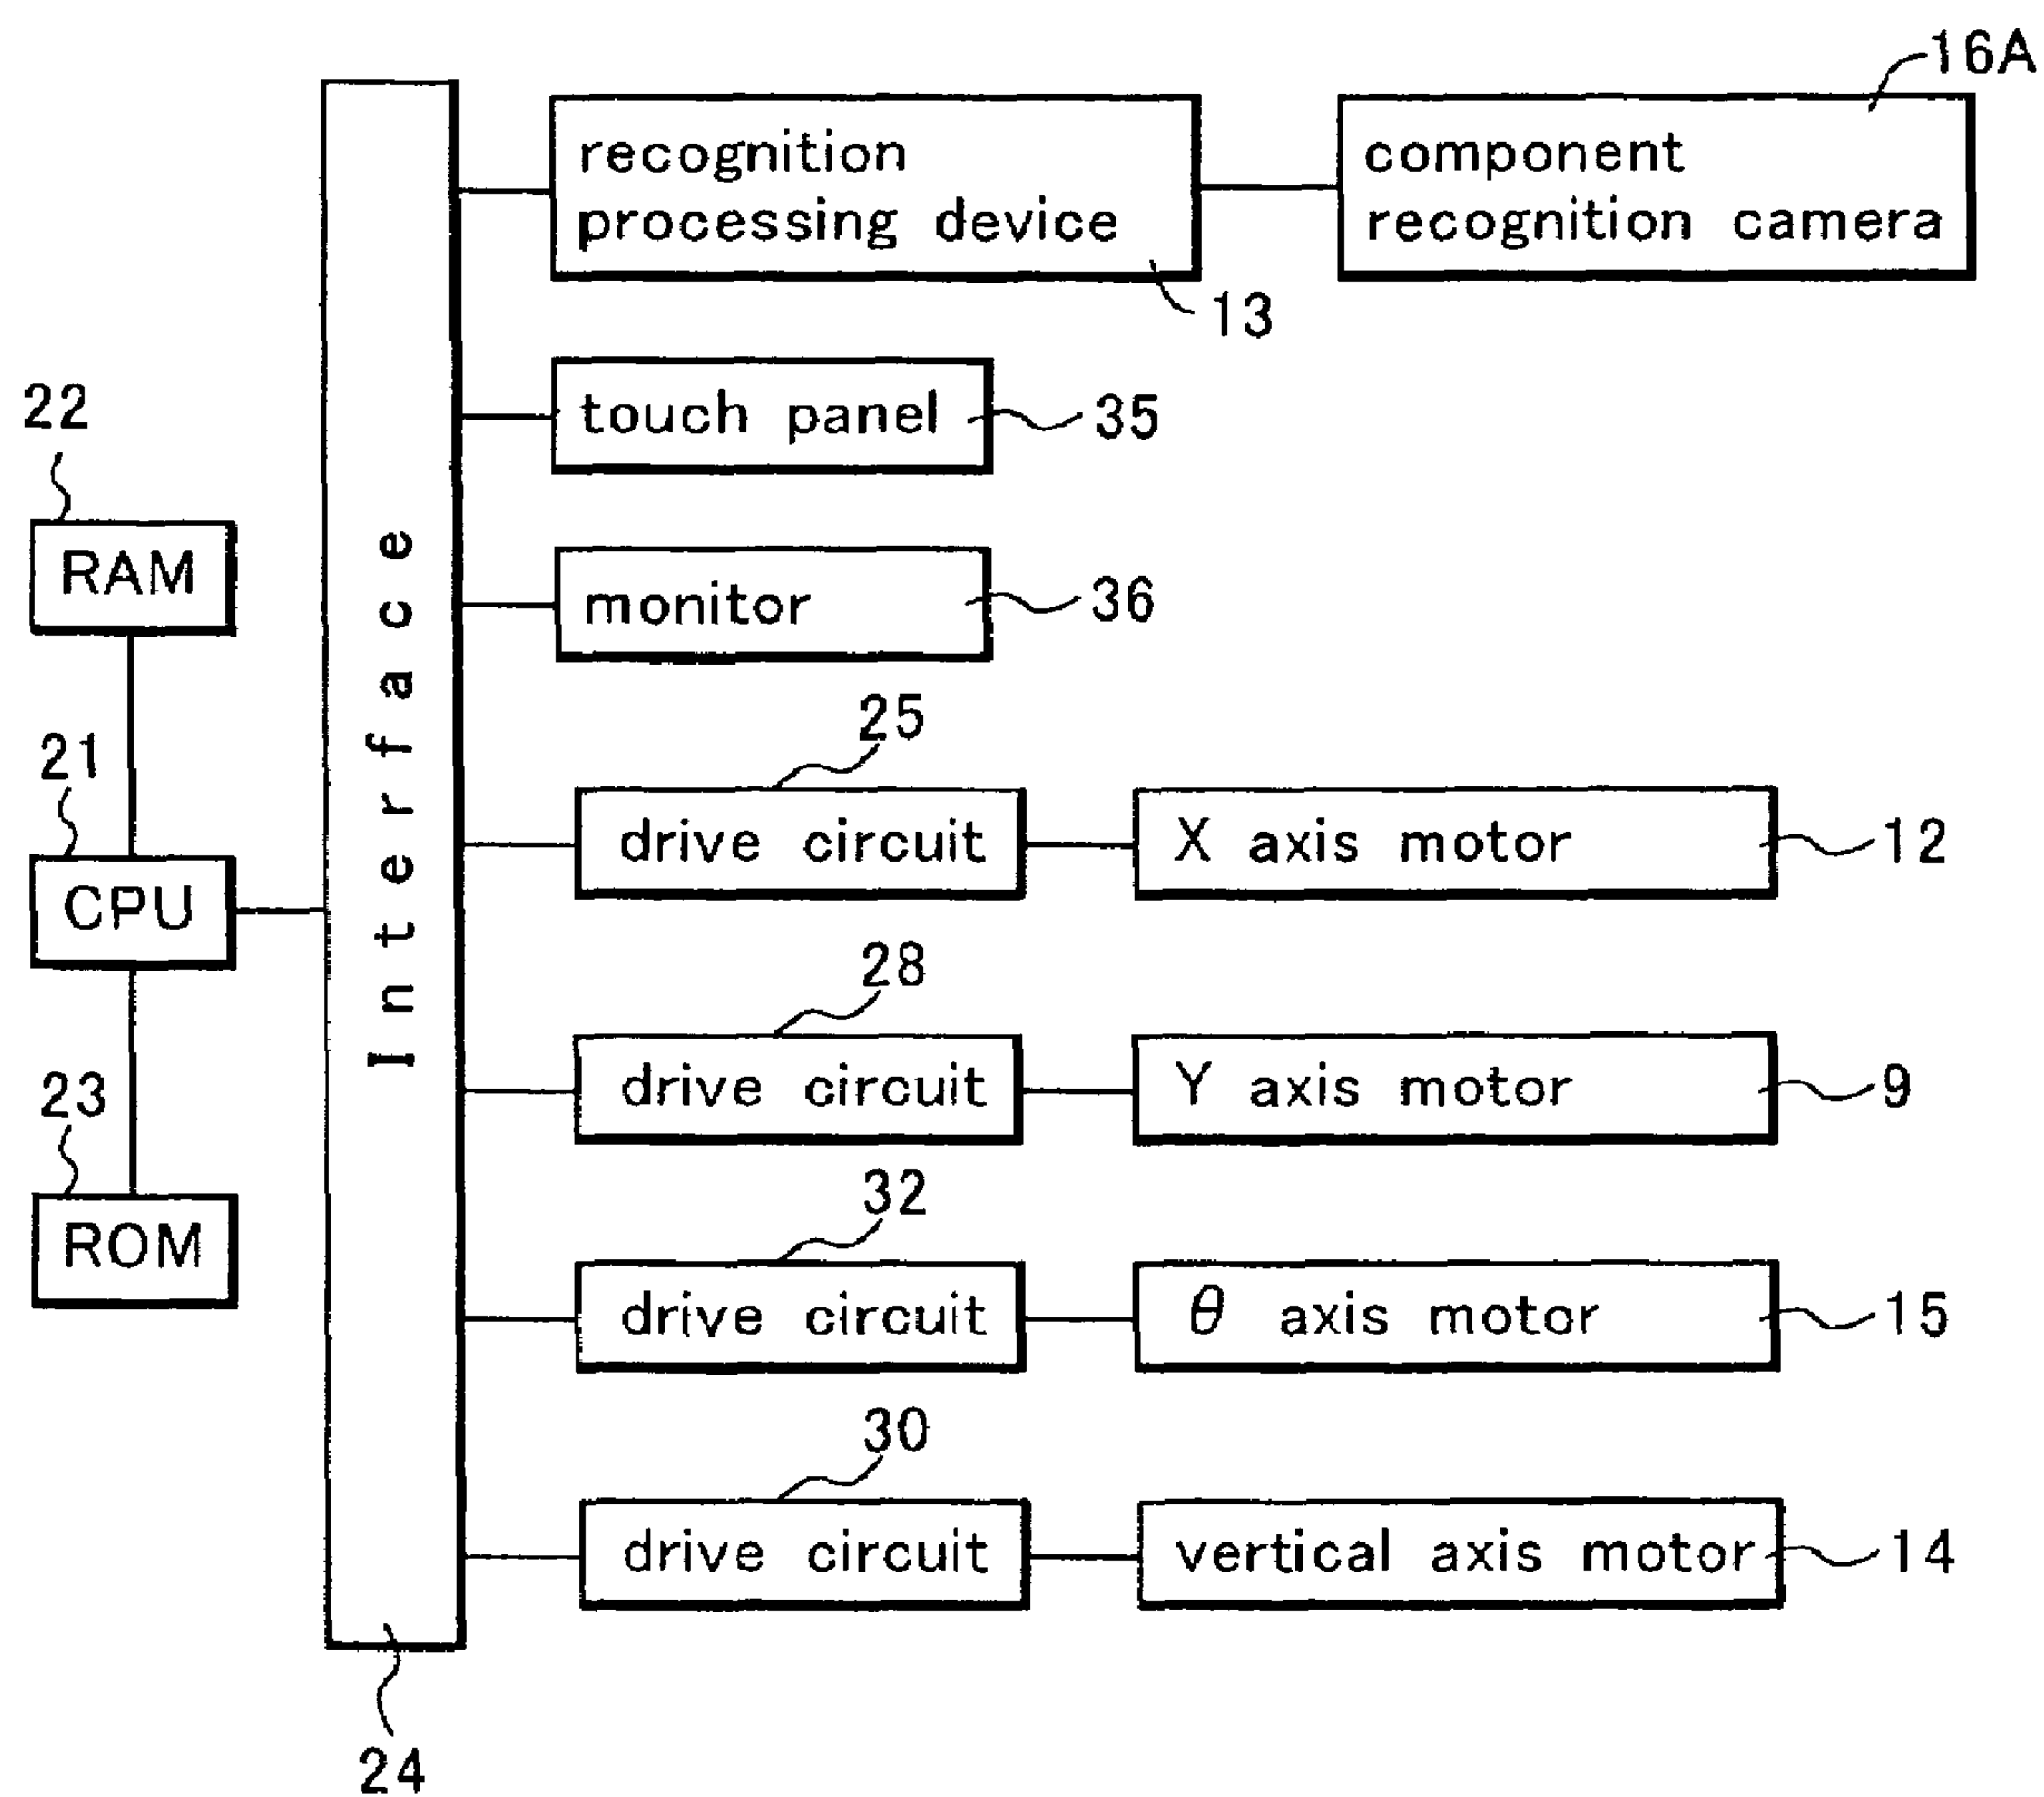 16A
recognition
processing device
component
recognition camera
13
touch panel
35
22
RAM
monitor
36
Interface
25
21
drive circuit
X axis motor
12
CPU
28
23
drive circuit
Y axis motor
9
32
ROM
drive circuit
θ axis motor
15
30
drive circuit
vertical axis motor
14
24